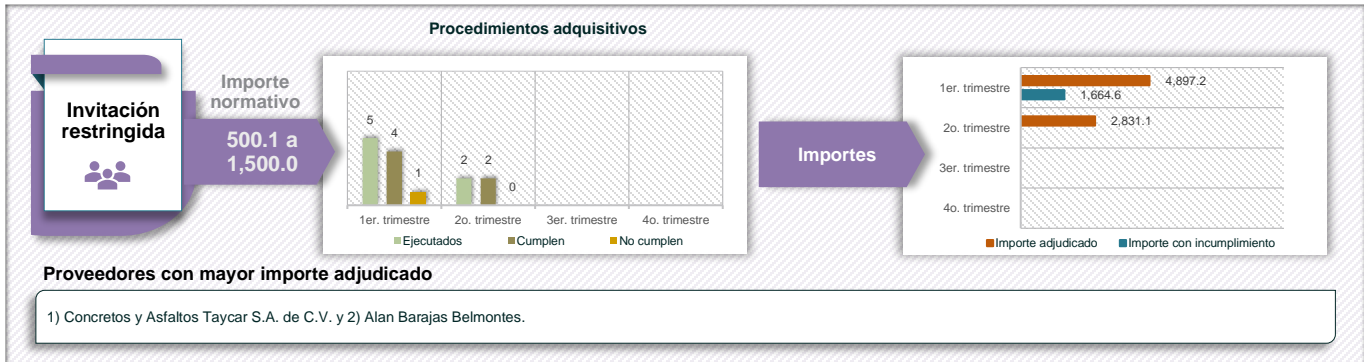 Procedimientos adquisitivos
Invitación
restringida
Importe
normativo
500.1 a
1,500.0
5
4
1
2
2
0
1er. trimestre
2o. trimestre
3er. trimestre
4o. trimestre
Ejecutados
Cumplen
No cumplen
Importes
1er. trimestre
4,897.2
1,664.6
2o. trimestre
2,831.1
3er. trimestre
4o. trimestre
Importe adjudicado
Importe con incumplimiento
Proveedores con mayor importe adjudicado
1) Concretos y Asfaltos Taycar S.A. de C.V. y 2) Alan Barajas Belmontes.